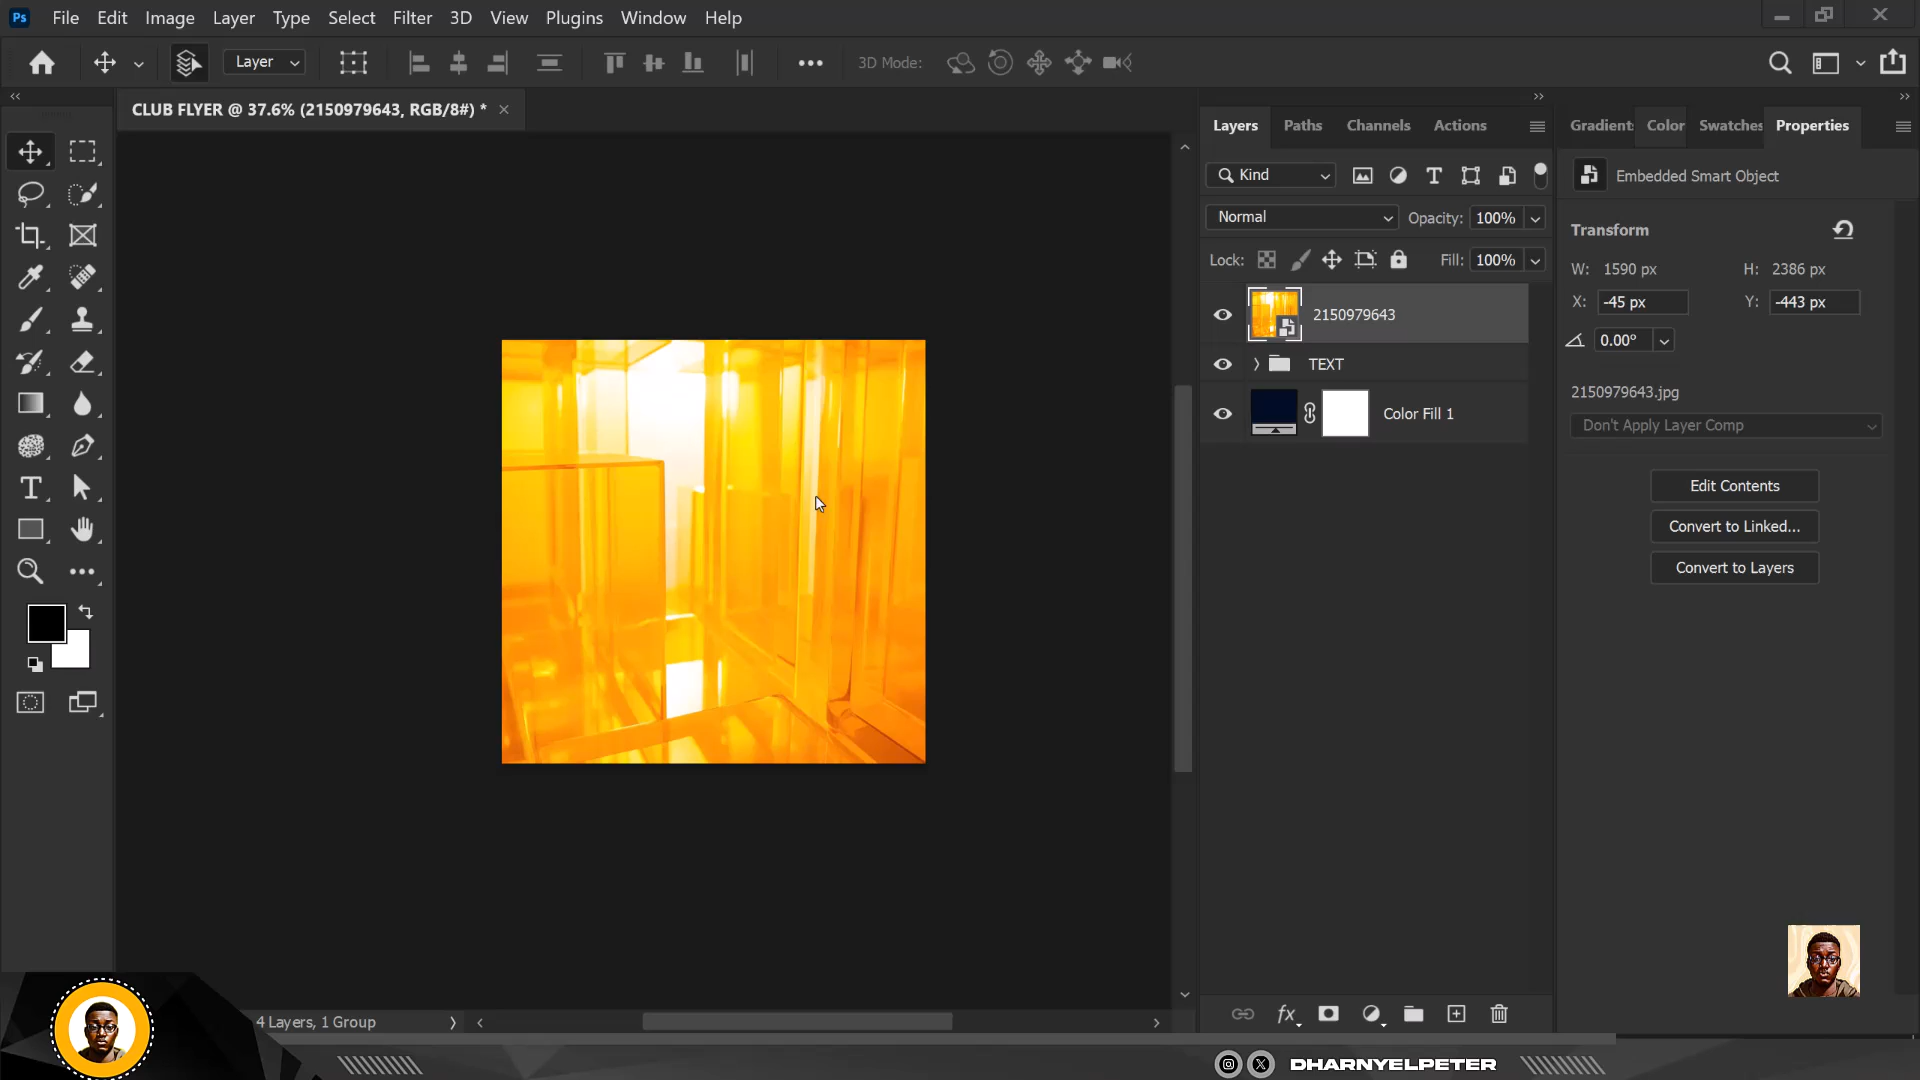 Ps File Edit Image Layer Type Select Filter 3D View Plugins Window Help
Layer 3D Mode:
CLUB FLYER @ 37.6% (2150979643, RGB/8#) *
Layers Paths Channels Actions
Gradient Color Swatches Properties
Kind
Embedded Smart Object
Normal Opacity: 100%
Lock: Fill: 100%
Transform
W: 1590 px H: 2386 px
X: -45 px Y: -443 px
0.00°
2150979643
TEXT
Color Fill 1
2150979643.jpg
Don't Apply Layer Comp
Edit Contents
Convert to Linked...
Convert to Layers
T
4 Layers, 1 Group
fx
DHARNYELPETER